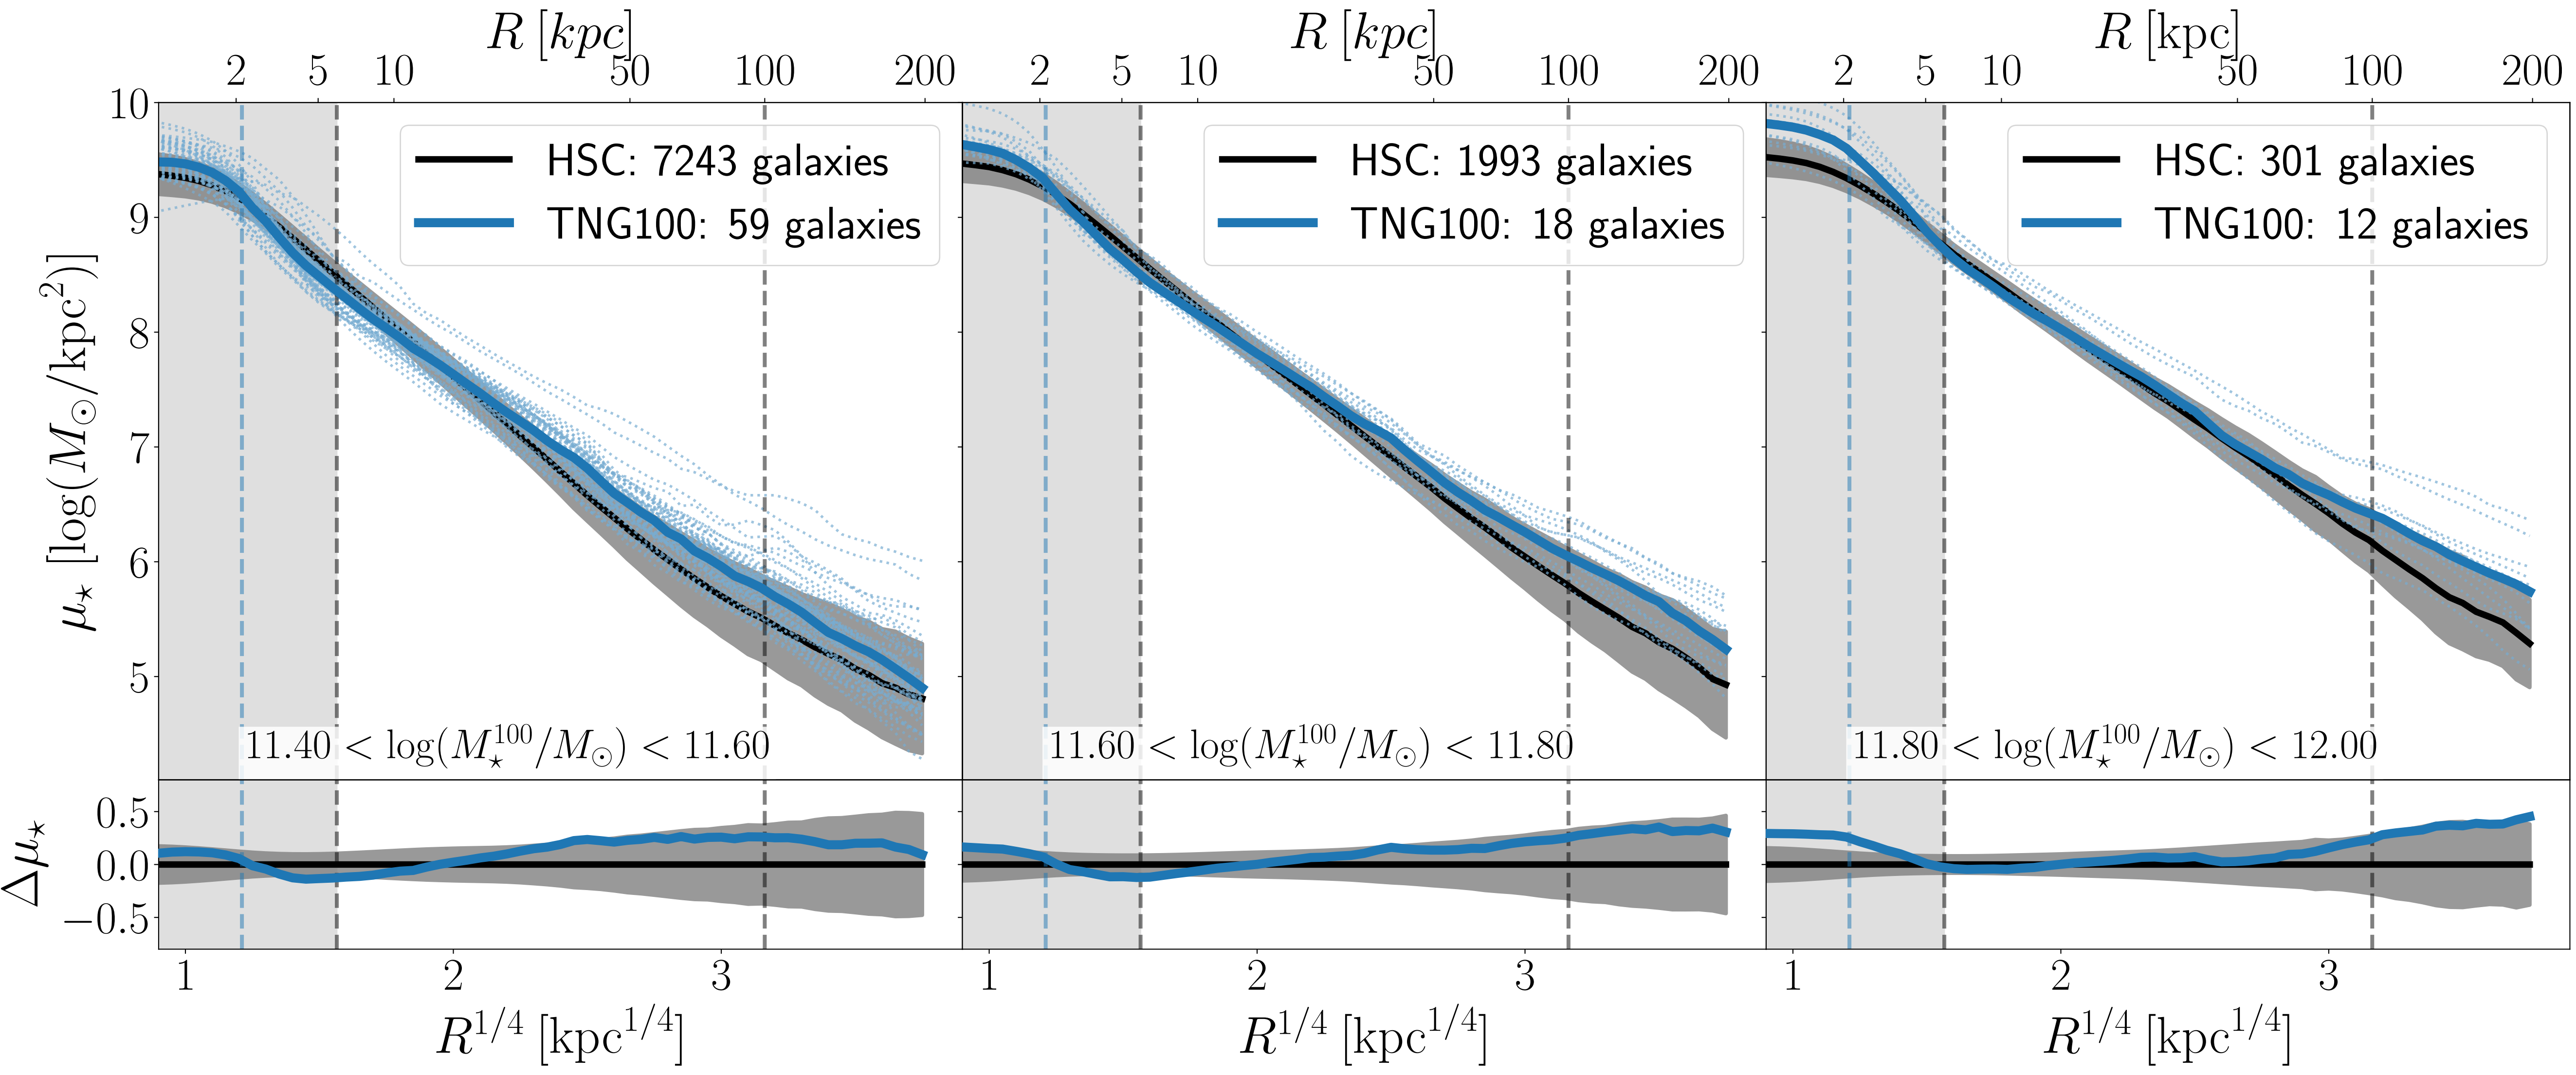 R [kpc] R [kpc] R [kpc]
2 5 10 50 100 200 2 5 10 50 100 200 2 5 10 50 100 200
10
9
8
7
6
5
μ⋆ [log(M⊙/kpc²)]
HSC: 7243 galaxies
TNG100: 59 galaxies
HSC: 1993 galaxies
TNG100: 18 galaxies
HSC: 301 galaxies
TNG100: 12 galaxies
11.40 < log(M⋆¹⁰⁰/M⊙) < 11.60
11.60 < log(M⋆¹⁰⁰/M⊙) < 11.80
11.80 < log(M⋆¹⁰⁰/M⊙) < 12.00
0.5
0.0
−0.5
Δμ⋆
1 2 3 1 2 3 1 2 3
R^{1/4} [kpc^{1/4}] R^{1/4} [kpc^{1/4}] R^{1/4} [kpc^{1/4}]